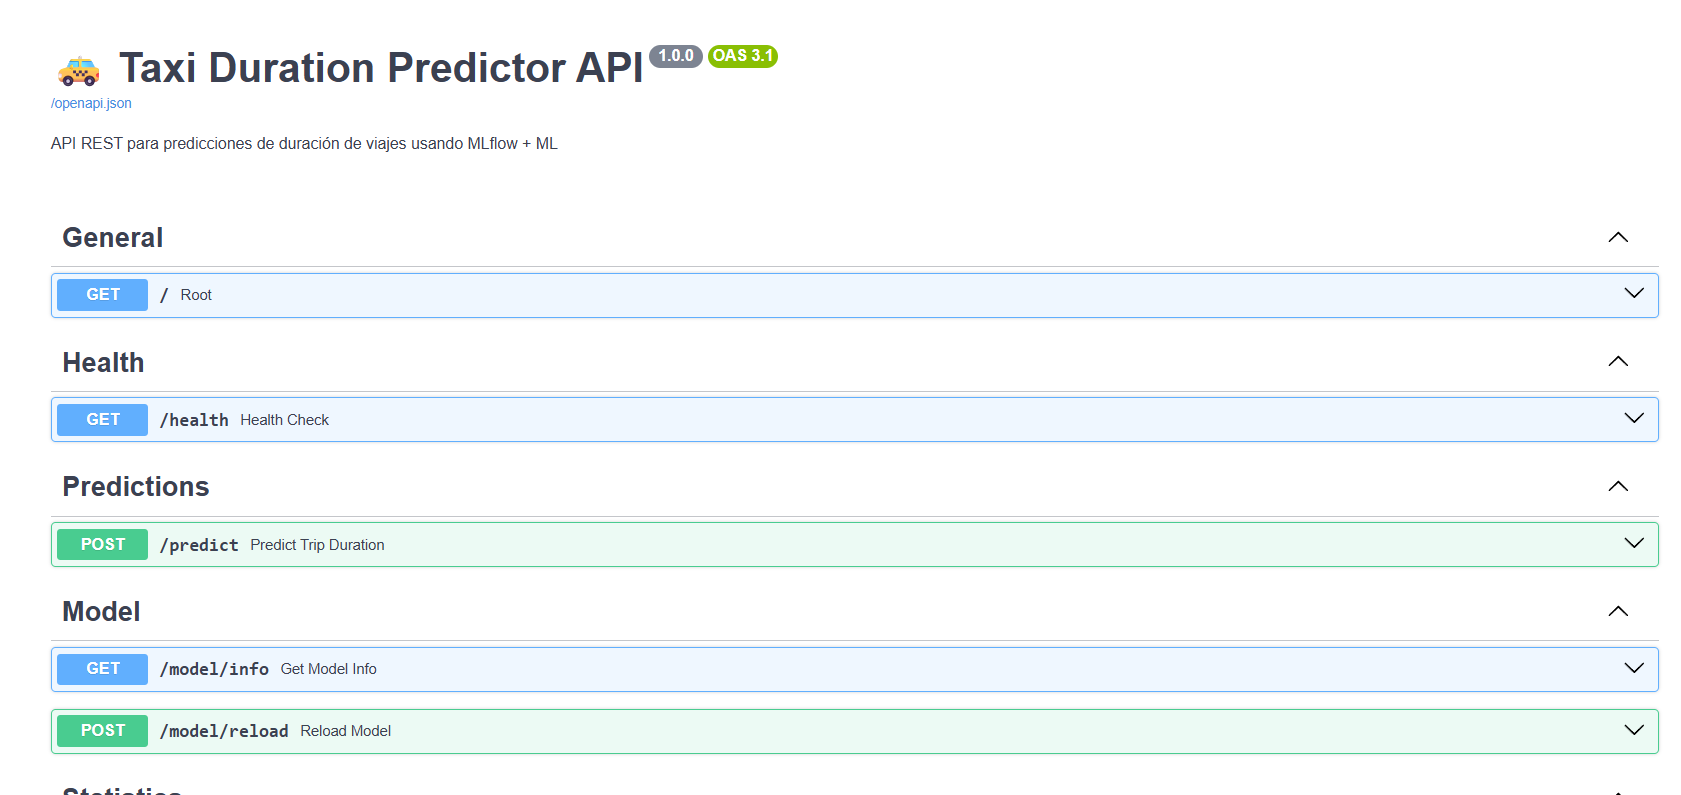 Taxi Duration Predictor API 1.0.0 OAS 3.1
/openapi.json
API REST para predicciones de duración de viajes usando MLflow + ML
General
GET / Root
Health
GET /health Health Check
Predictions
POST /predict Predict Trip Duration
Model
GET /model/info Get Model Info
POST /model/reload Reload Model
Statistics